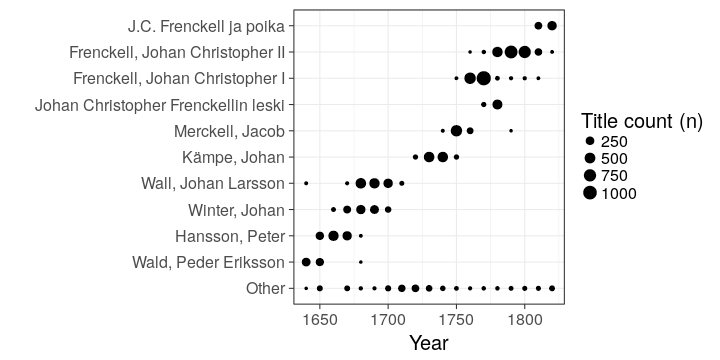 J.C. Frenckell ja poika
Frenckell, Johan Christopher II
Frenckell, Johan Christopher I
Johan Christopher Frenckellin leski
Merckell, Jacob
Kämpe, Johan
Wall, Johan Larsson
Winter, Johan
Hansson, Peter
Wald, Peder Eriksson
Other
1650 1700 1750 1800
Year
Title count (n)
250
500
750
1000